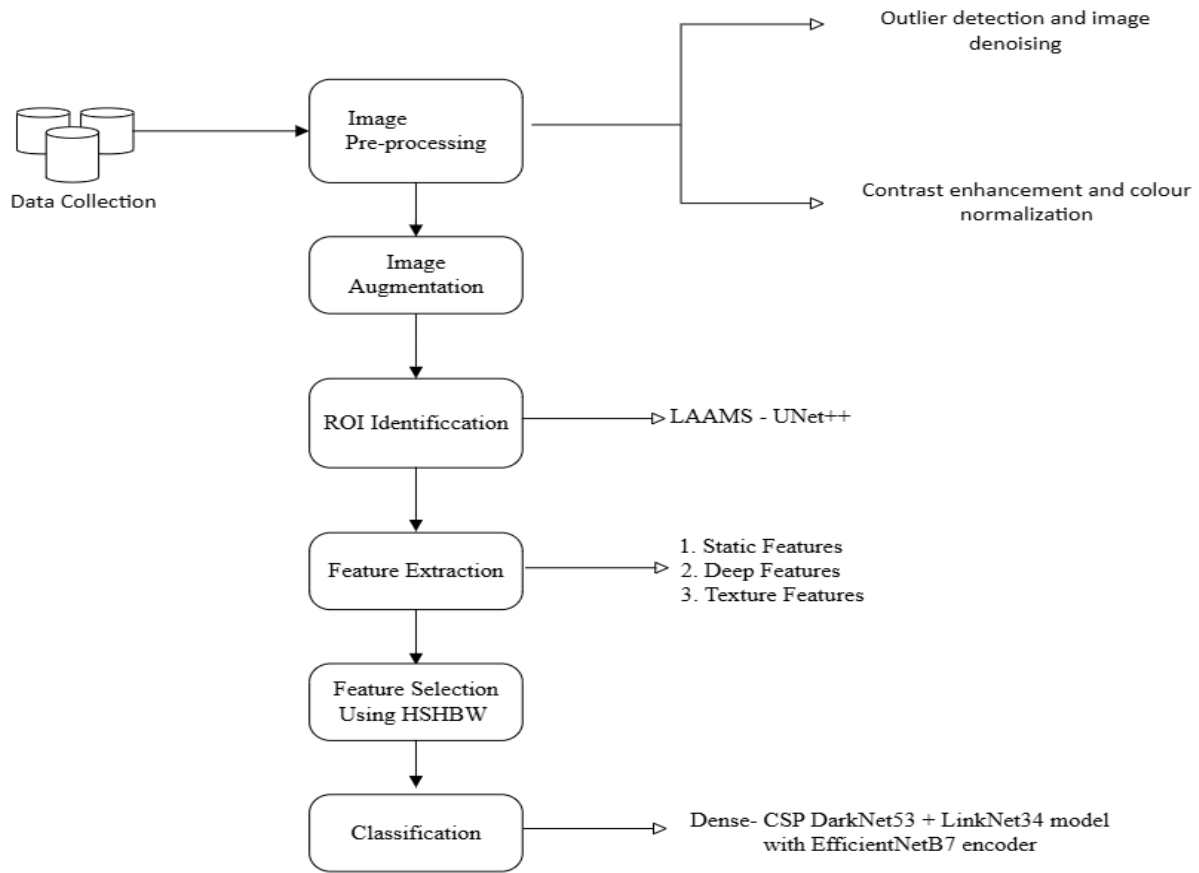 Outlier detection and image
denoising
Image
Pre-processing
Data Collection
Contrast enhancement and colour
normalization
Image
Augmentation
ROI Identificcation
LAAMS - UNet++
Feature Extraction
1. Static Features
2. Deep Features
3. Texture Features
Feature Selection
Using HSHBW
Classification
Dense- CSP DarkNet53 + LinkNet34 model
with EfficientNetB7 encoder